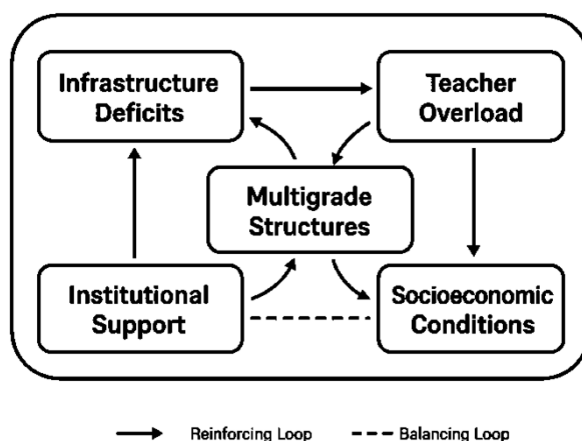 Infrastructure
Deficits
Teacher
Overload
Multigrade
Structures
Institutional
Support
Socioeconomic
Conditions
Reinforcing Loop
Balancing Loop